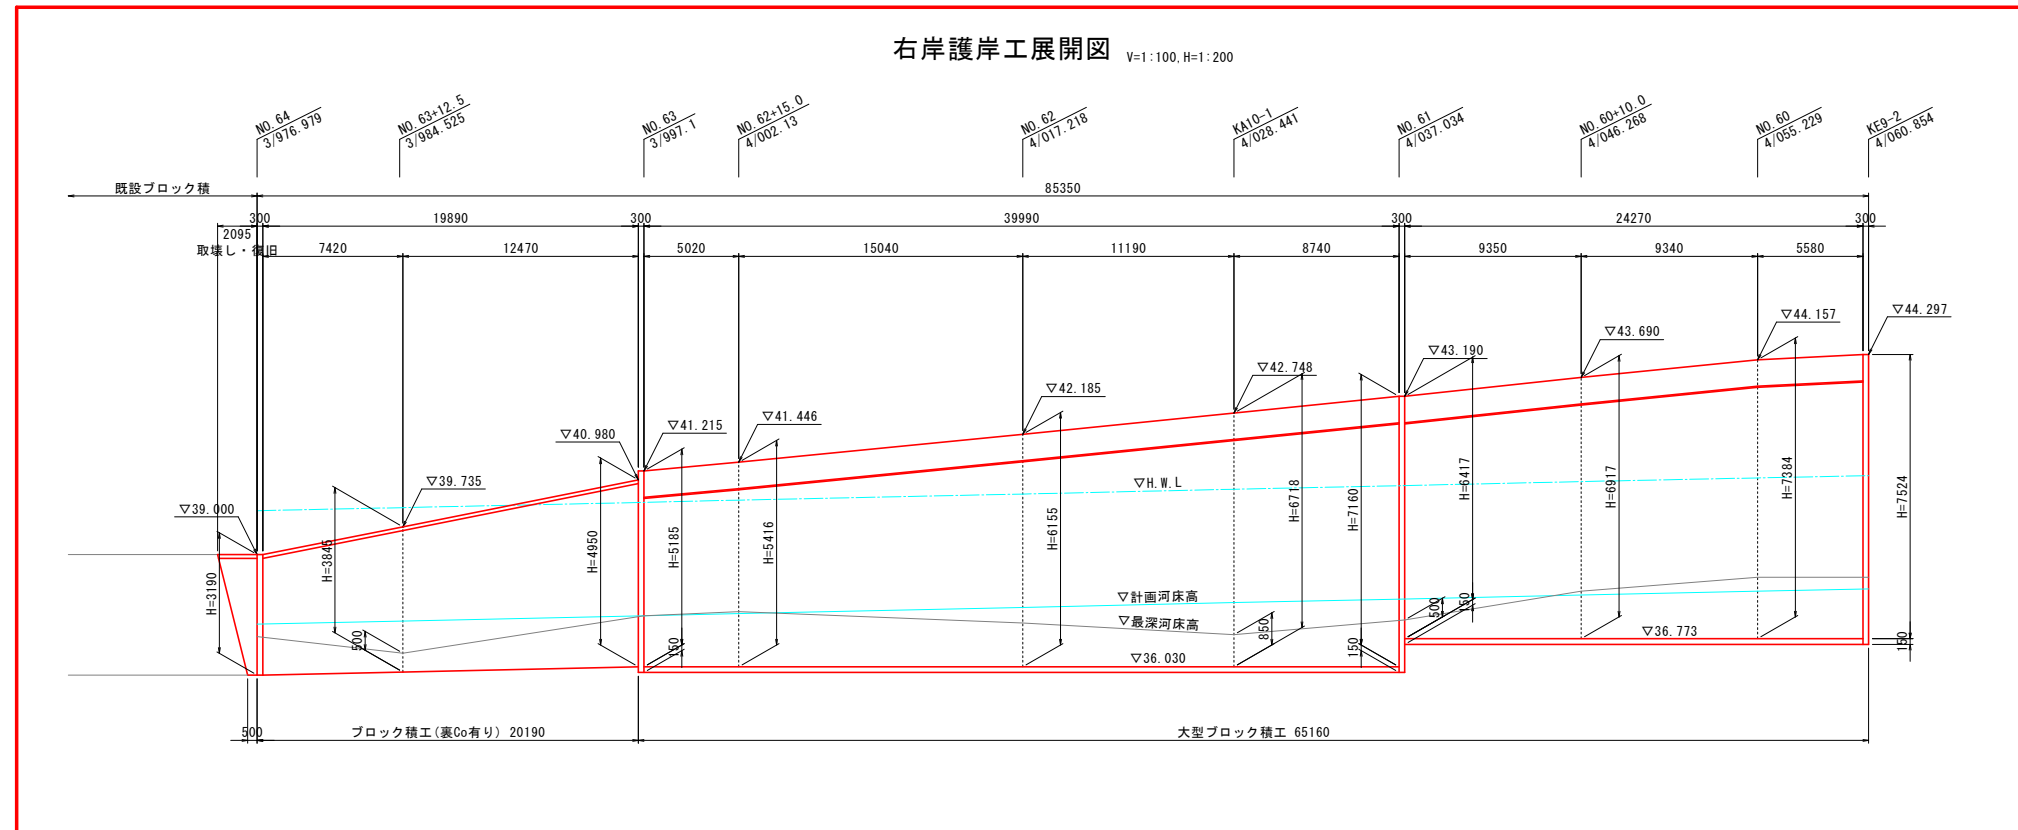 右岸護岸工展開図 V=1:100,H=1:200
NO.64
3/976.979
NO.63+12.5
3/984.525
NO.63
3/997.1
NO.62+15.0
4/002.13
NO.62
4/017.218
KA10-1
4/028.441
NO.61
4/037.034
NO.60+10.0
4/046.268
NO.60
4/055.229
KE9-2
4/060.854
既設ブロック積
85350
300
19890
300
39990
300
24270
300
2095
取壊し・復旧
7420
12470
5020
15040
11190
8740
9350
9340
5580
▽39.000
▽39.735
▽40.980
▽41.215
▽41.446
▽42.185
▽42.748
▽43.190
▽43.690
▽44.157
▽44.297
▽H.W.L
▽計画河床高
▽最深河床高
▽36.030
▽36.773
H=3190
H=3845
500
H=4950
H=5185
150
H=5416
H=6155
850
H=6718
H=7160
150
500
150
H=6417
H=6917
H=7384
H=7524
150
500
ブロック積工(裏Co有り) 20190
大型ブロック積工 65160